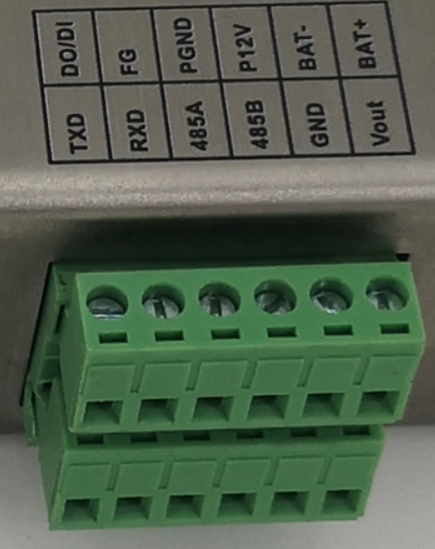 DO/DI FG PGND P12V BAT- BAT+
TXD RXD 485A 485B GND Vout